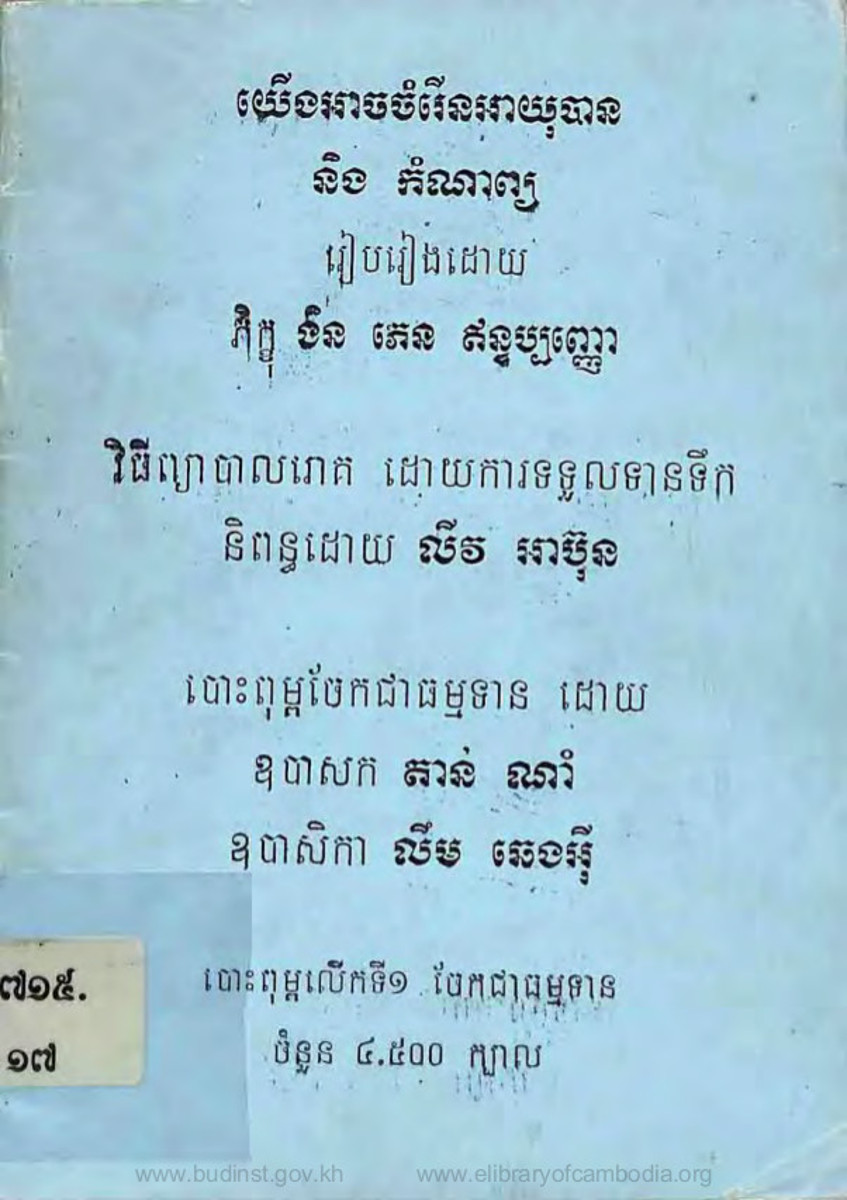 យើងអាចចំរើនអាយុបាន
និង កំណាព្យ
រៀបរៀងដោយ
ភិក្ខុ ងិន ភេន ឥន្ទប្បញ្ញោ
វិធីព្យាបាលរោគ ដោយការទទួលទានទឹក
និពន្ធដោយ លីវ អាប៊ុន
បោះពុម្ពចែកជាធម្មទាន ដោយ
ឧបាសក តាន់ ណាំ
ឧបាសិកា លឹម ឆេងអ៊ី
បោះពុម្ពលើកទី១ ចែកជាធម្មទាន
ចំនួន ៤.៥០០ ក្បាល
៧១៥.
១៧
www.budinst.gov.kh www.elibraryofcambodia.org